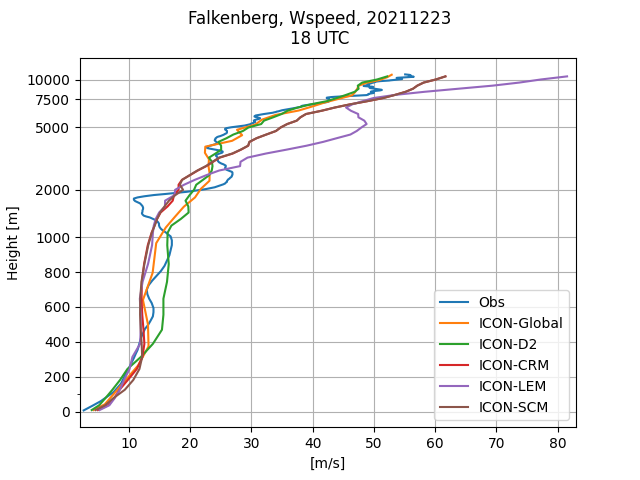 Falkenberg, Wspeed, 20211223
18 UTC
Height [m]
10000
7500
5000
2000
1000
800
600
400
200
0
10 20 30 40 50 60 70 80
[m/s]
Obs
ICON-Global
ICON-D2
ICON-CRM
ICON-LEM
ICON-SCM